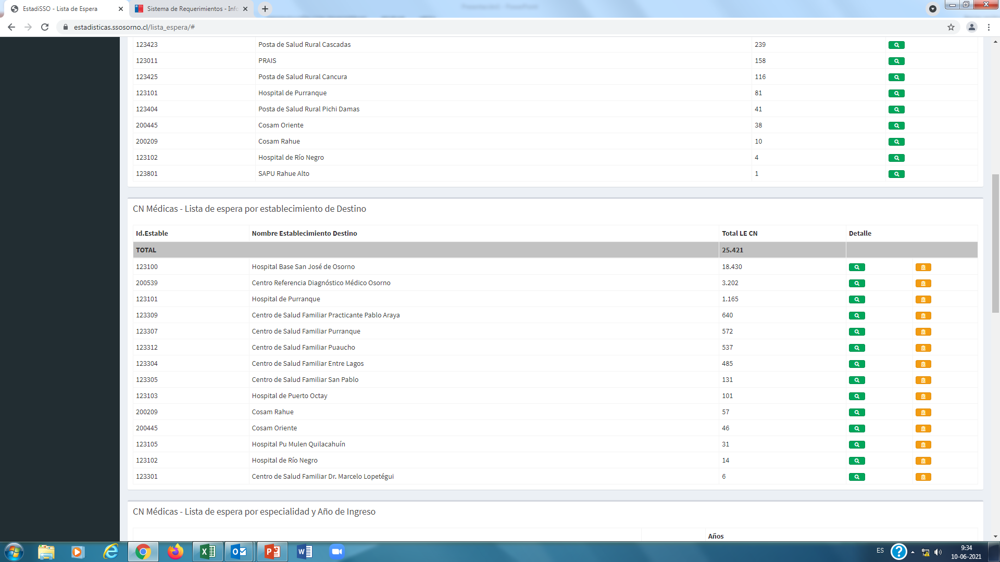 EstadiSSO - Lista de Espera
Sistema de Requerimientos - Info
estadisticas.ssosorno.cl/lista_espera/#
123423 Posta de Salud Rural Cascadas 239
123011 PRAIS 158
123425 Posta de Salud Rural Cancura 116
123101 Hospital de Purranque 81
123404 Posta de Salud Rural Pichi Damas 41
200445 Cosam Oriente 38
200209 Cosam Rahue 10
123102 Hospital de Río Negro 4
123801 SAPU Rahue Alto 1
CN Médicas - Lista de espera por establecimiento de Destino
Id.Estable Nombre Establecimiento Destino Total LE CN Detalle
TOTAL 25.421
123100 Hospital Base San José de Osorno 18.430
200539 Centro Referencia Diagnóstico Médico Osorno 3.202
123101 Hospital de Purranque 1.165
123309 Centro de Salud Familiar Practicante Pablo Araya 640
123307 Centro de Salud Familiar Purranque 572
123312 Centro de Salud Familiar Puaucho 537
123304 Centro de Salud Familiar Entre Lagos 485
123305 Centro de Salud Familiar San Pablo 131
123103 Hospital de Puerto Octay 101
200209 Cosam Rahue 57
200445 Cosam Oriente 46
123105 Hospital Pu Mulen Quilacahuín 31
123102 Hospital de Río Negro 14
123301 Centro de Salud Familiar Dr. Marcelo Lopetégui 6
CN Médicas - Lista de espera por especialidad y Año de Ingreso
Años
ES
9:34
10-06-2021